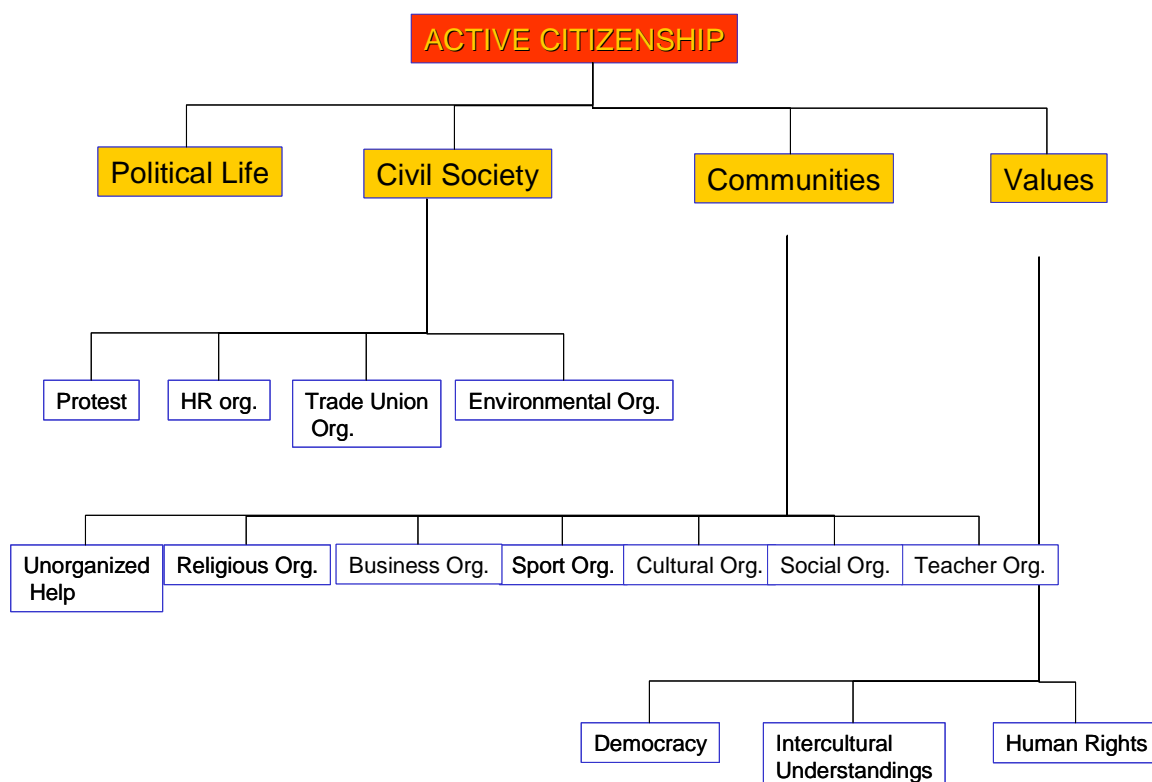 ACTIVE CITIZENSHIP
Political Life
Civil Society
Communities
Values
Protest
HR org.
Trade Union
Org.
Environmental Org.
Unorganized
Help
Religious Org.
Business Org.
Sport Org.
Cultural Org.
Social Org.
Teacher Org.
Democracy
Intercultural
Understandings
Human Rights